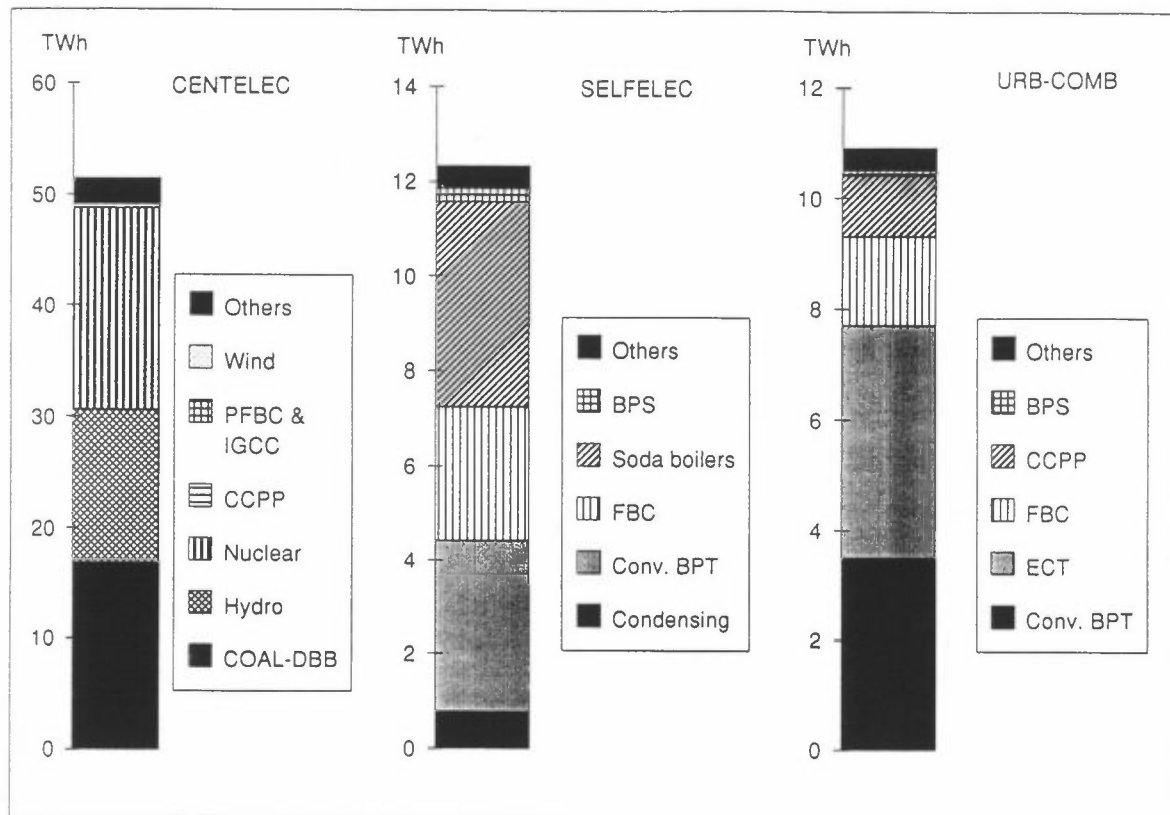 TWh
CENTELEC
60
50
40
30
20
10
0
Others
Wind
PFBC &
IGCC
CCPP
Nuclear
Hydro
COAL-DBB
TWh
SELFELEC
14
12
10
8
6
4
2
0
Others
BPS
Soda boilers
FBC
Conv. BPT
Condensing
TWh
URB-COMB
12
10
8
6
4
2
0
Others
BPS
CCPP
FBC
ECT
Conv. BPT